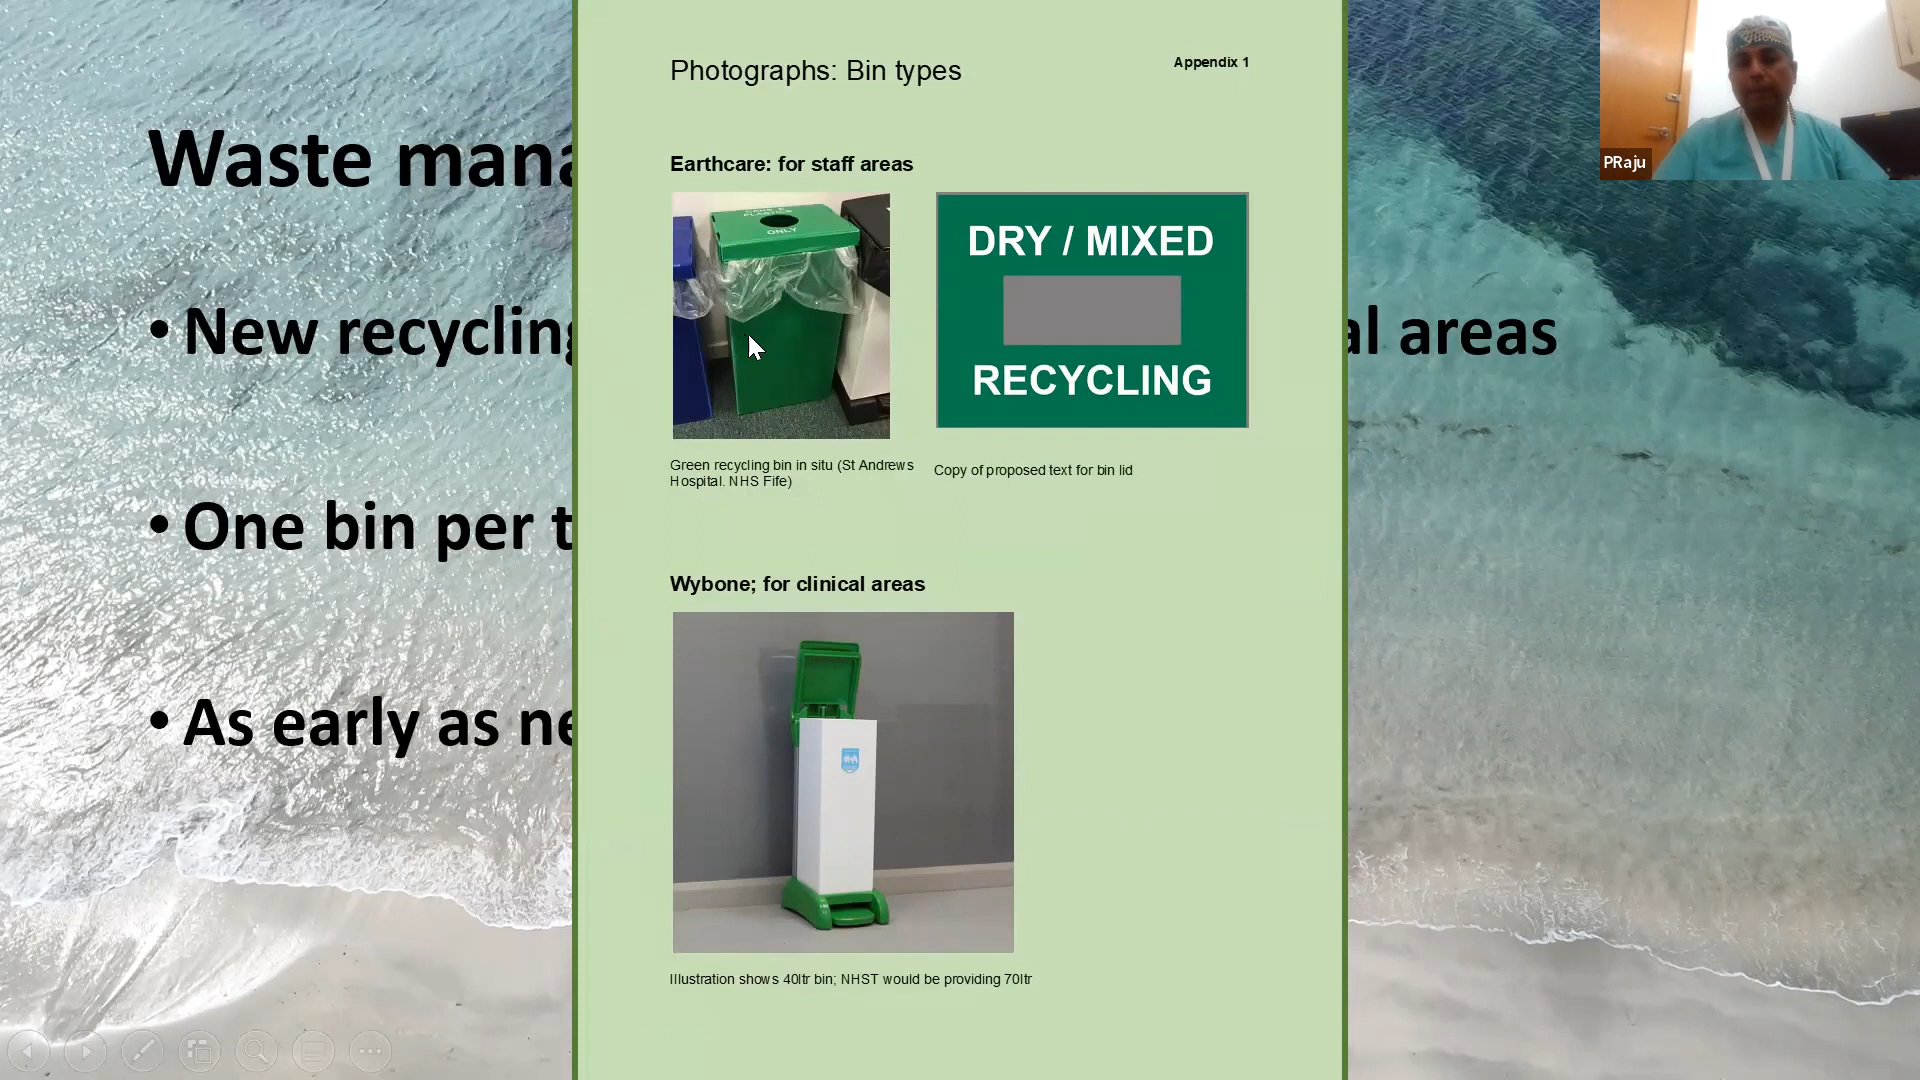 Photographs: Bin types
Appendix 1
Waste mana
Earthcare: for staff areas
PLASTICS
ONLY
DRY / MIXED
RECYCLING
Green recycling bin in situ (St Andrews
Hospital. NHS Fife)
Copy of proposed text for bin lid
• New recycling
al areas
• One bin per t
Wybone; for clinical areas
• As early as ne
Illustration shows 40ltr bin; NHST would be providing 70ltr
PRaju